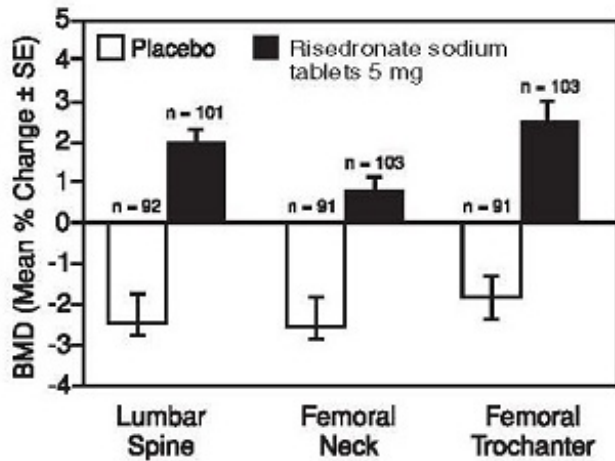 BMD (Mean % Change ± SE)
5
4
3
2
1
0
-1
-2
-3
-4
Placebo
Risedronate sodium
tablets 5 mg
n = 92
n = 101
n = 91
n = 103
n = 91
n = 103
Lumbar
Spine
Femoral
Neck
Femoral
Trochanter